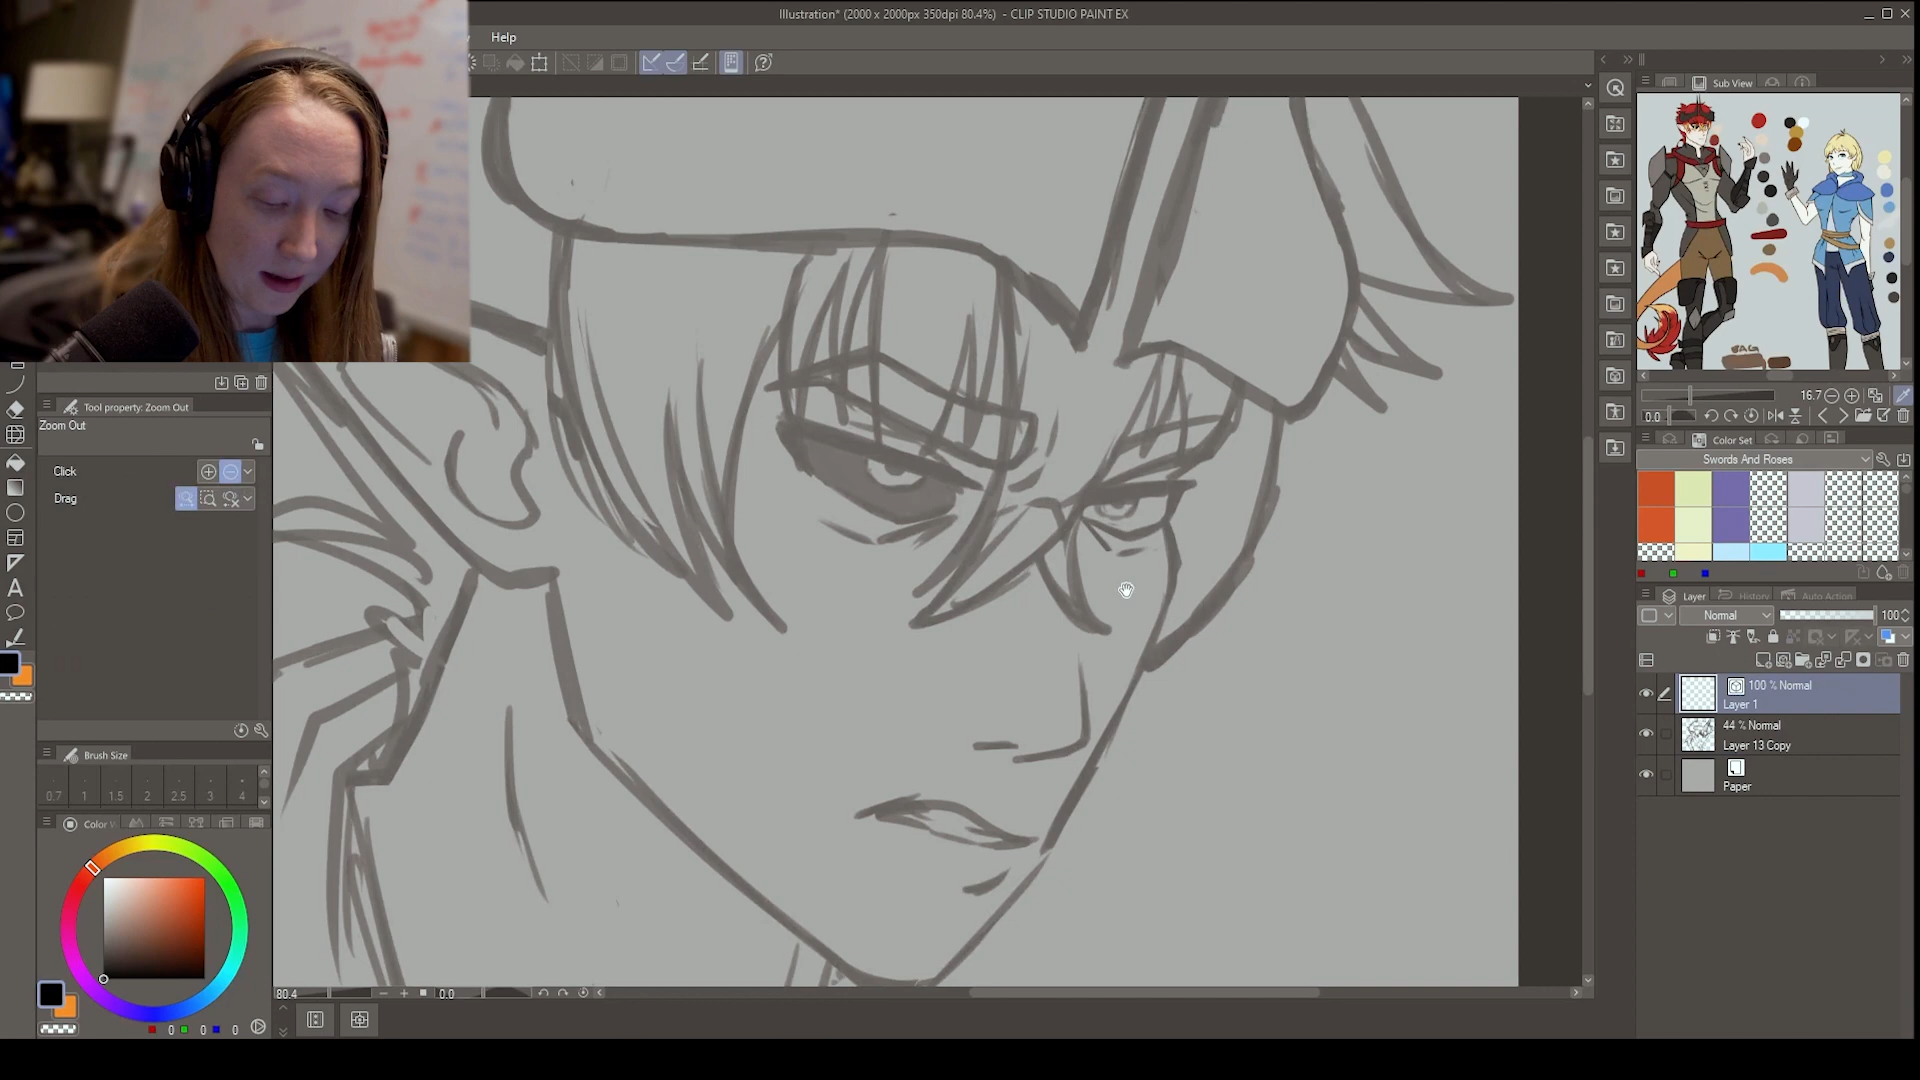 Illustration* (2000 x 2000px 350dpi 80.4%) - CLIP STUDIO PAINT EX
Help
Sub View
16.7
0.0
Color Set
Swords And Roses
Tool property: Zoom Out
Zoom Out
Click
Drag
Layer
History
Auto Action
Normal
100
100 % Normal
Layer 1
44 % Normal
Layer 13 Copy
Paper
Brush Size
0.7 1 1.5 2 2.5 3 4
Color W
0 0 0
80.4
0.0
BAG